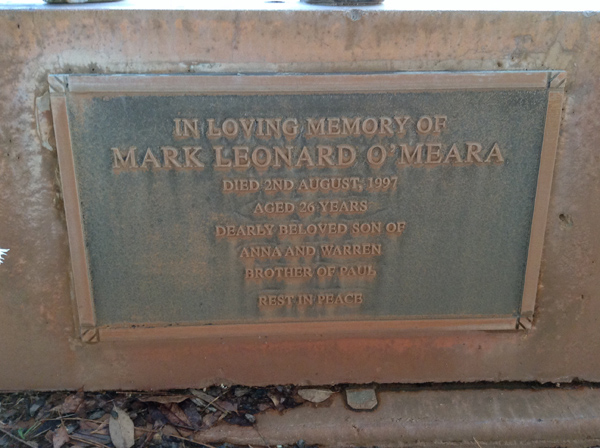 IN LOVING MEMORY OF
MARK LEONARD O'MEARA
DIED 2ND AUGUST, 1997
AGED 26 YEARS
DEARLY BELOVED SON OF
ANNA AND WARREN
BROTHER OF PAUL
REST IN PEACE